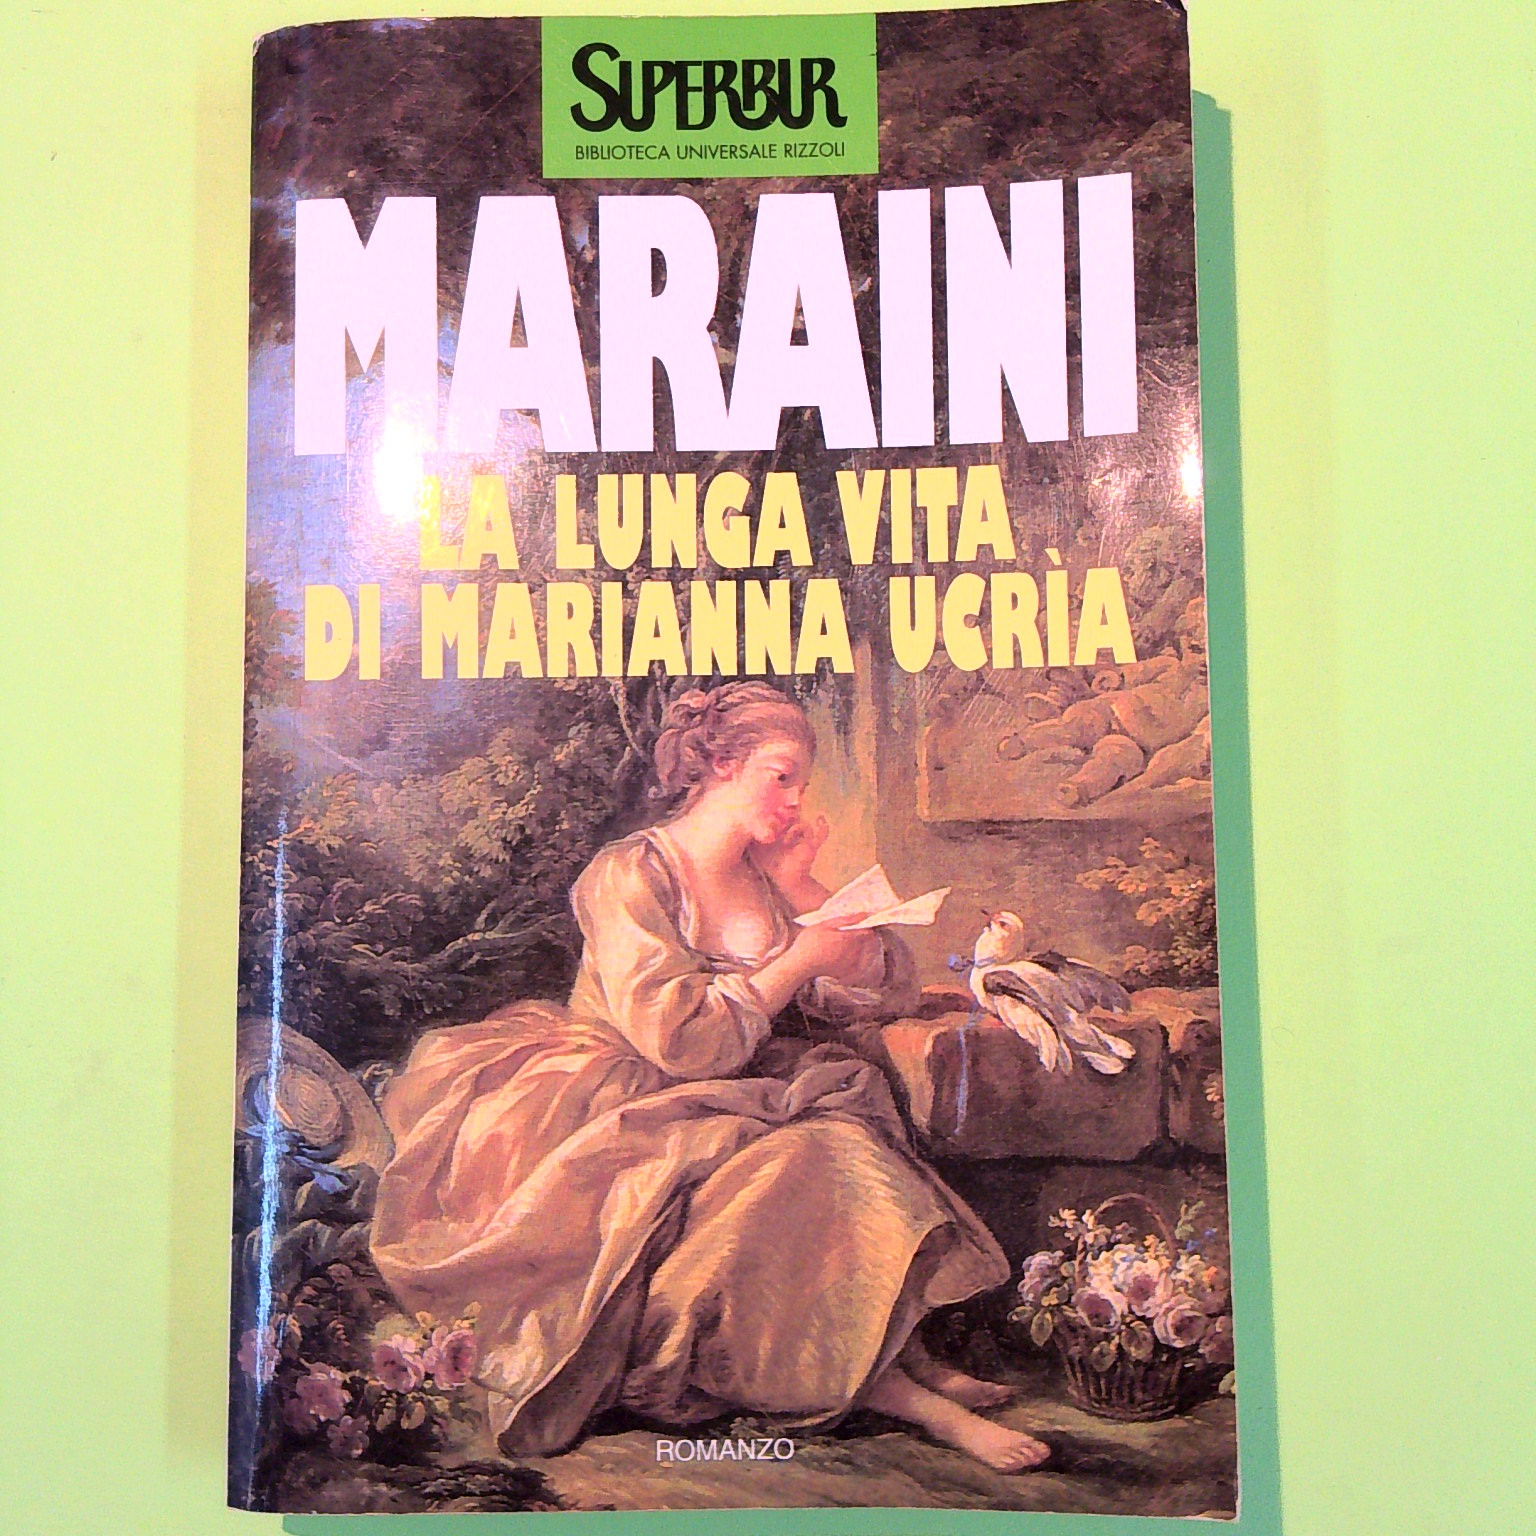 SUPERBUR
BIBLIOTECA UNIVERSALE RIZZOLI
MARAINI
LA LUNGA VITA
DI MARIANNA UCRÌA
ROMANZO